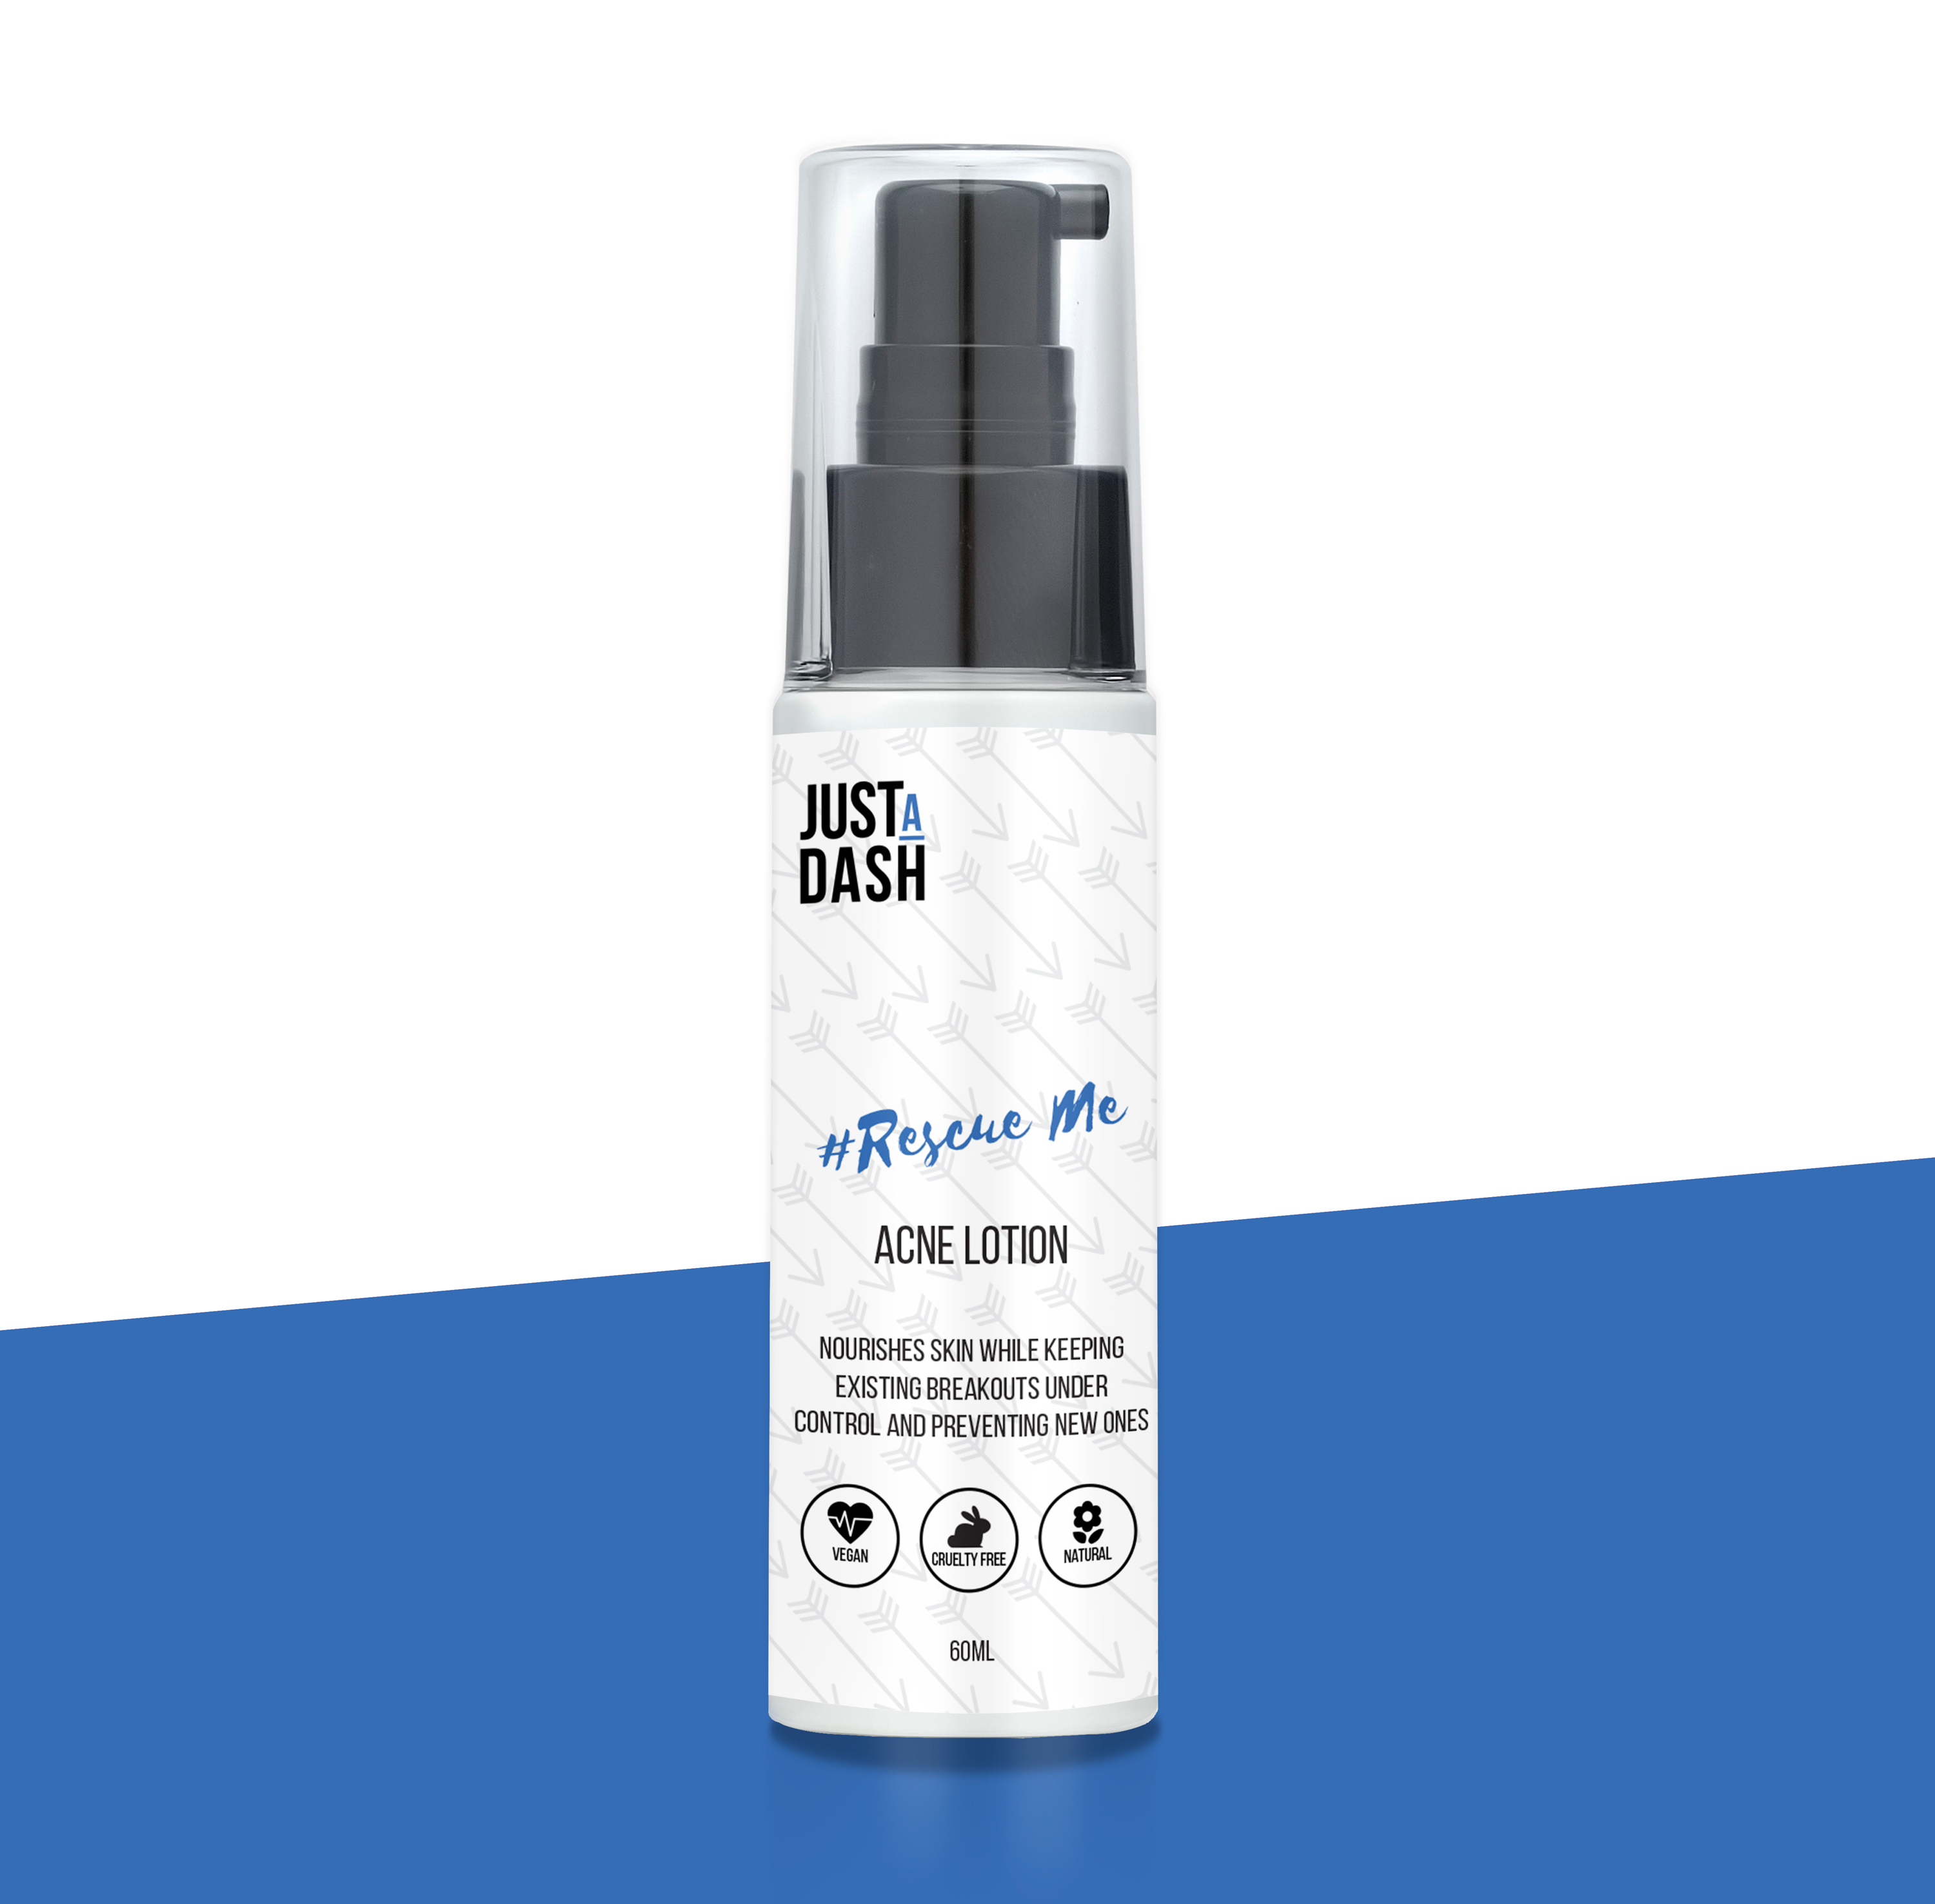 JUST A
DASH
#Rescue Me
ACNE LOTION
NOURISHES SKIN WHILE KEEPING
EXISTING BREAKOUTS UNDER
CONTROL AND PREVENTING NEW ONES
VEGAN
CRUELTY FREE
NATURAL
60ML